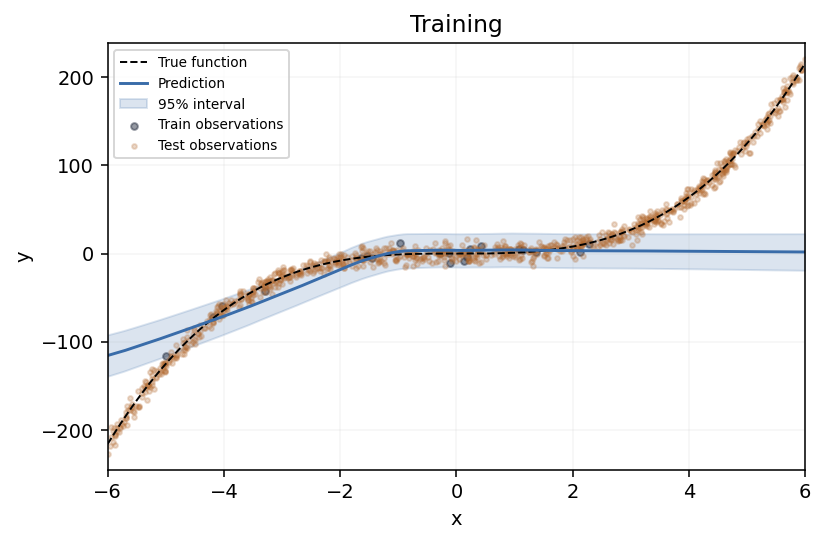 Training
True function
Prediction
95% interval
Train observations
Test observations
200
100
0
−100
−200
y
−6
−4
−2
0
2
4
6
x